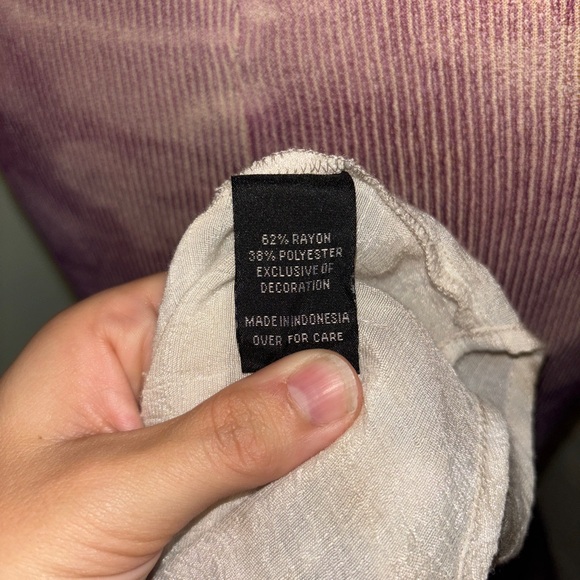 62% RAYON
38% POLYESTER
EXCLUSIVE OF
DECORATION
MADE IN INDONESIA
OVER FOR CARE